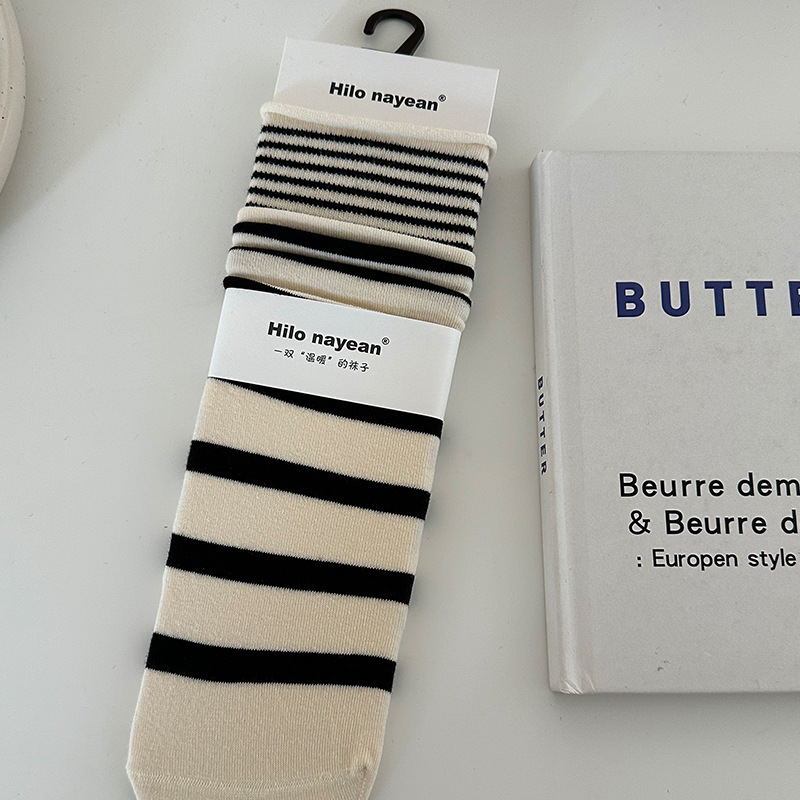 Hilo nayean®
Hilo nayean®
一双“温暖”的袜子
BUTTE
BUTTER
Beurre dem
& Beurre d
: Europen style